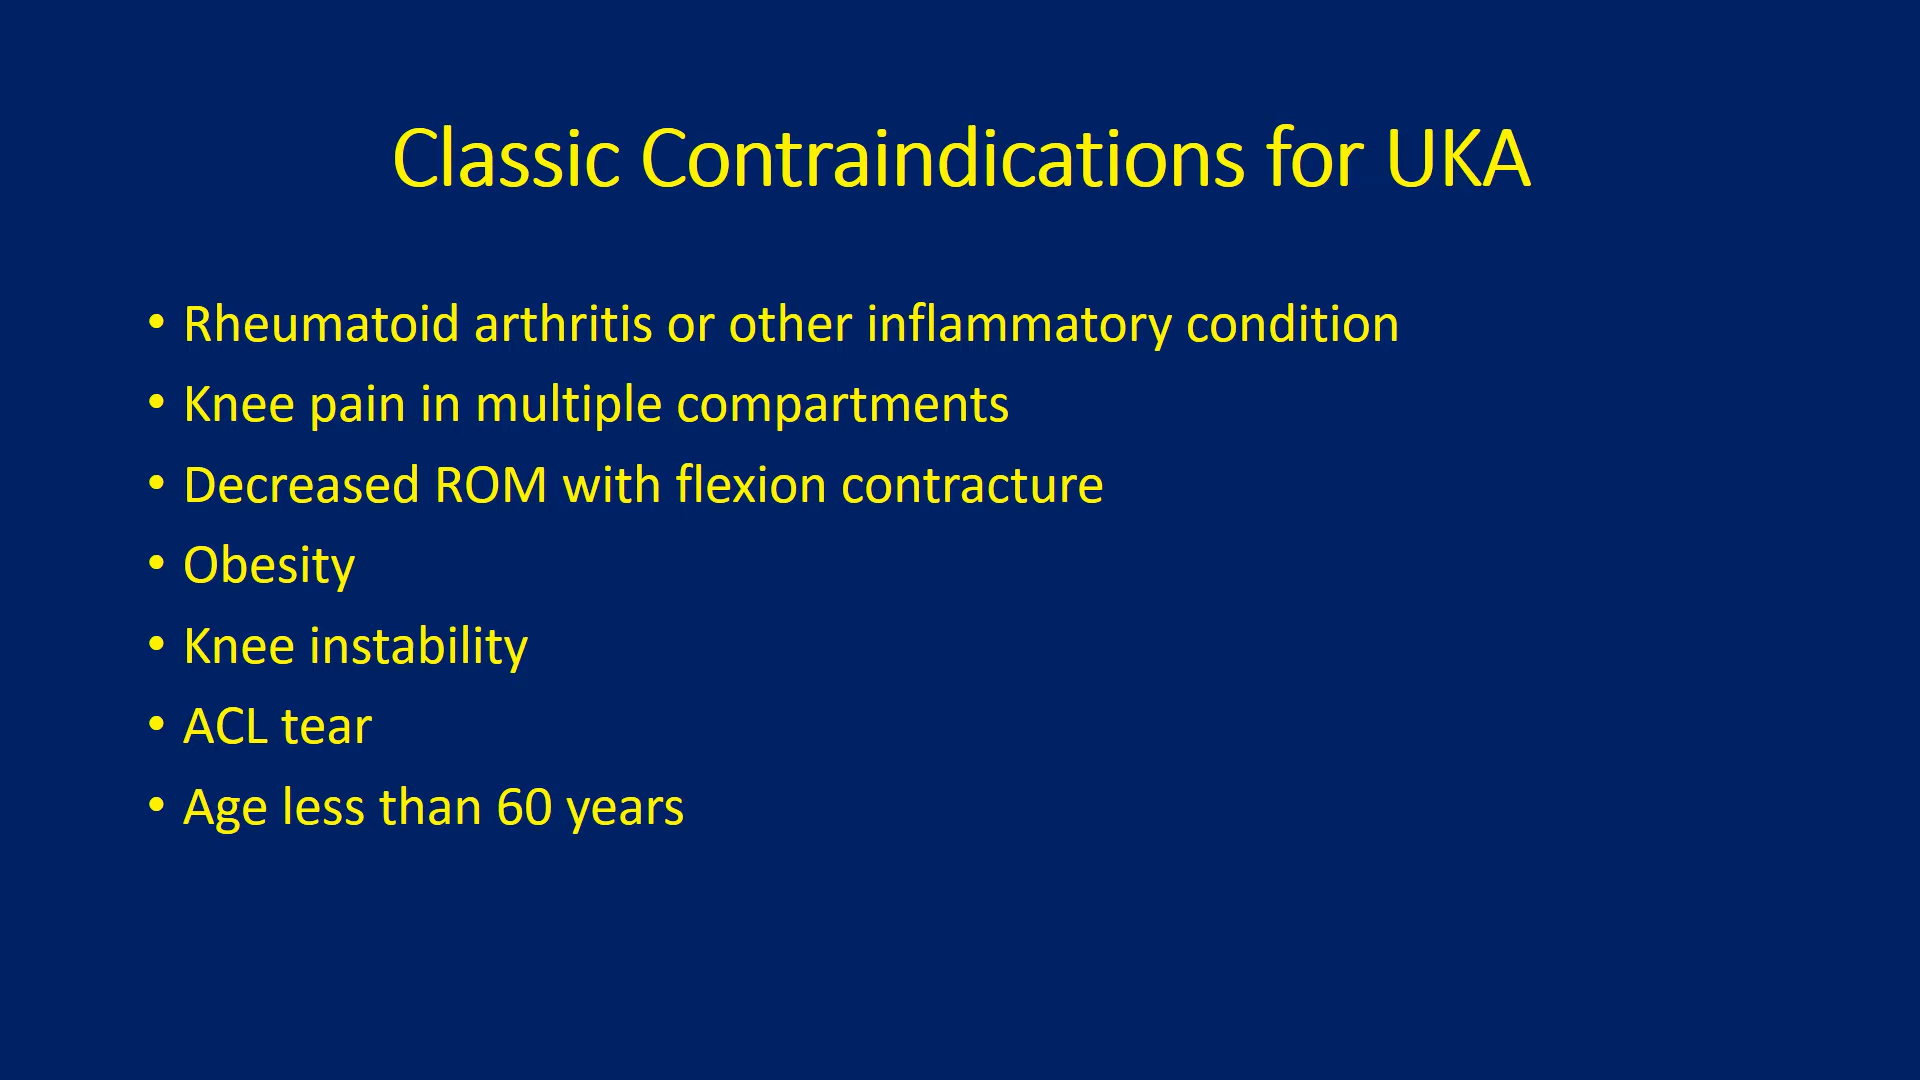 Classic Contraindications for UKA
• Rheumatoid arthritis or other inflammatory condition
• Knee pain in multiple compartments
• Decreased ROM with flexion contracture
• Obesity
• Knee instability
• ACL tear
• Age less than 60 years